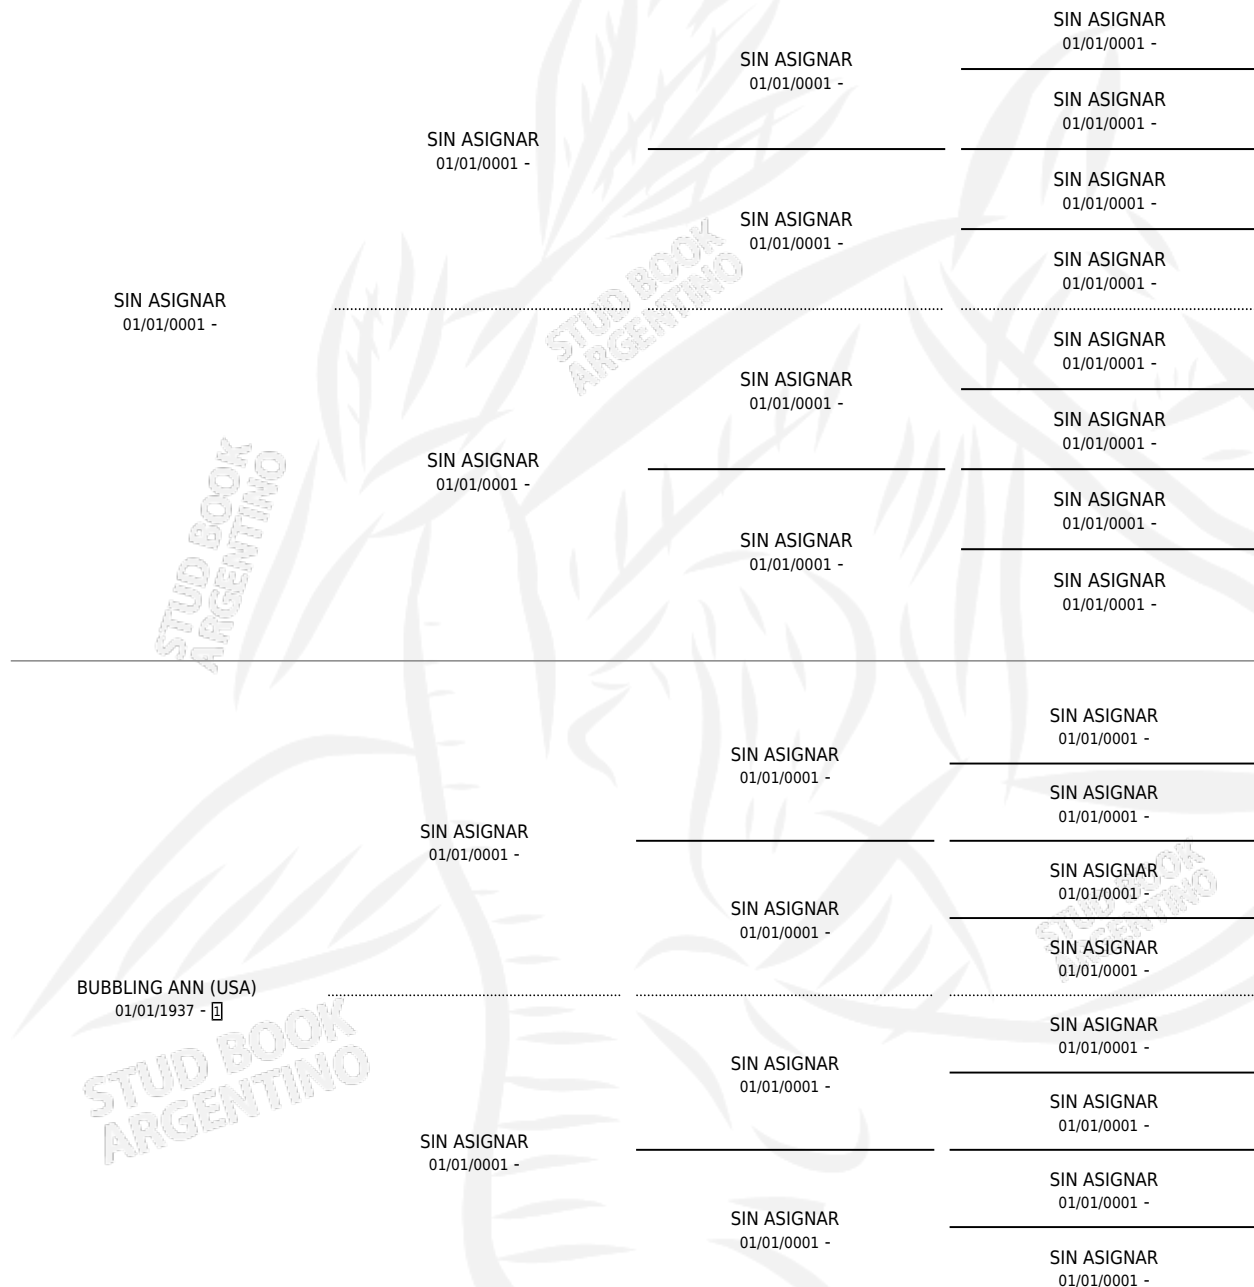 SIN ASIGNAR
01/01/0001 -
SIN ASIGNAR
01/01/0001 -
SIN ASIGNAR
01/01/0001 -
SIN ASIGNAR
01/01/0001 -
SIN ASIGNAR
01/01/0001 -
SIN ASIGNAR
01/01/0001 -
SIN ASIGNAR
01/01/0001 -
STUD BOOK
ARGENTINO
SIN ASIGNAR
01/01/0001 -
SIN ASIGNAR
01/01/0001 -
SIN ASIGNAR
01/01/0001 -
SIN ASIGNAR
01/01/0001 -
SIN ASIGNAR
01/01/0001 -
SIN ASIGNAR
01/01/0001 -
STUD BOOK
ARGENTINO
SIN ASIGNAR
01/01/0001 -
SIN ASIGNAR
01/01/0001 -
SIN ASIGNAR
01/01/0001 -
SIN ASIGNAR
01/01/0001 -
SIN ASIGNAR
01/01/0001 -
SIN ASIGNAR
01/01/0001 -
SIN ASIGNAR
01/01/0001 -
SIN ASIGNAR
01/01/0001 -
STUD BOOK
ARGENTINO
SIN ASIGNAR
01/01/0001 -
SIN ASIGNAR
01/01/0001 -
BUBBLING ANN (USA)
01/01/1937 - 1
STUD BOOK
ARGENTINO
SIN ASIGNAR
01/01/0001 -
SIN ASIGNAR
01/01/0001 -
SIN ASIGNAR
01/01/0001 -
SIN ASIGNAR
01/01/0001 -
SIN ASIGNAR
01/01/0001 -
SIN ASIGNAR
01/01/0001 -
SIN ASIGNAR
01/01/0001 -